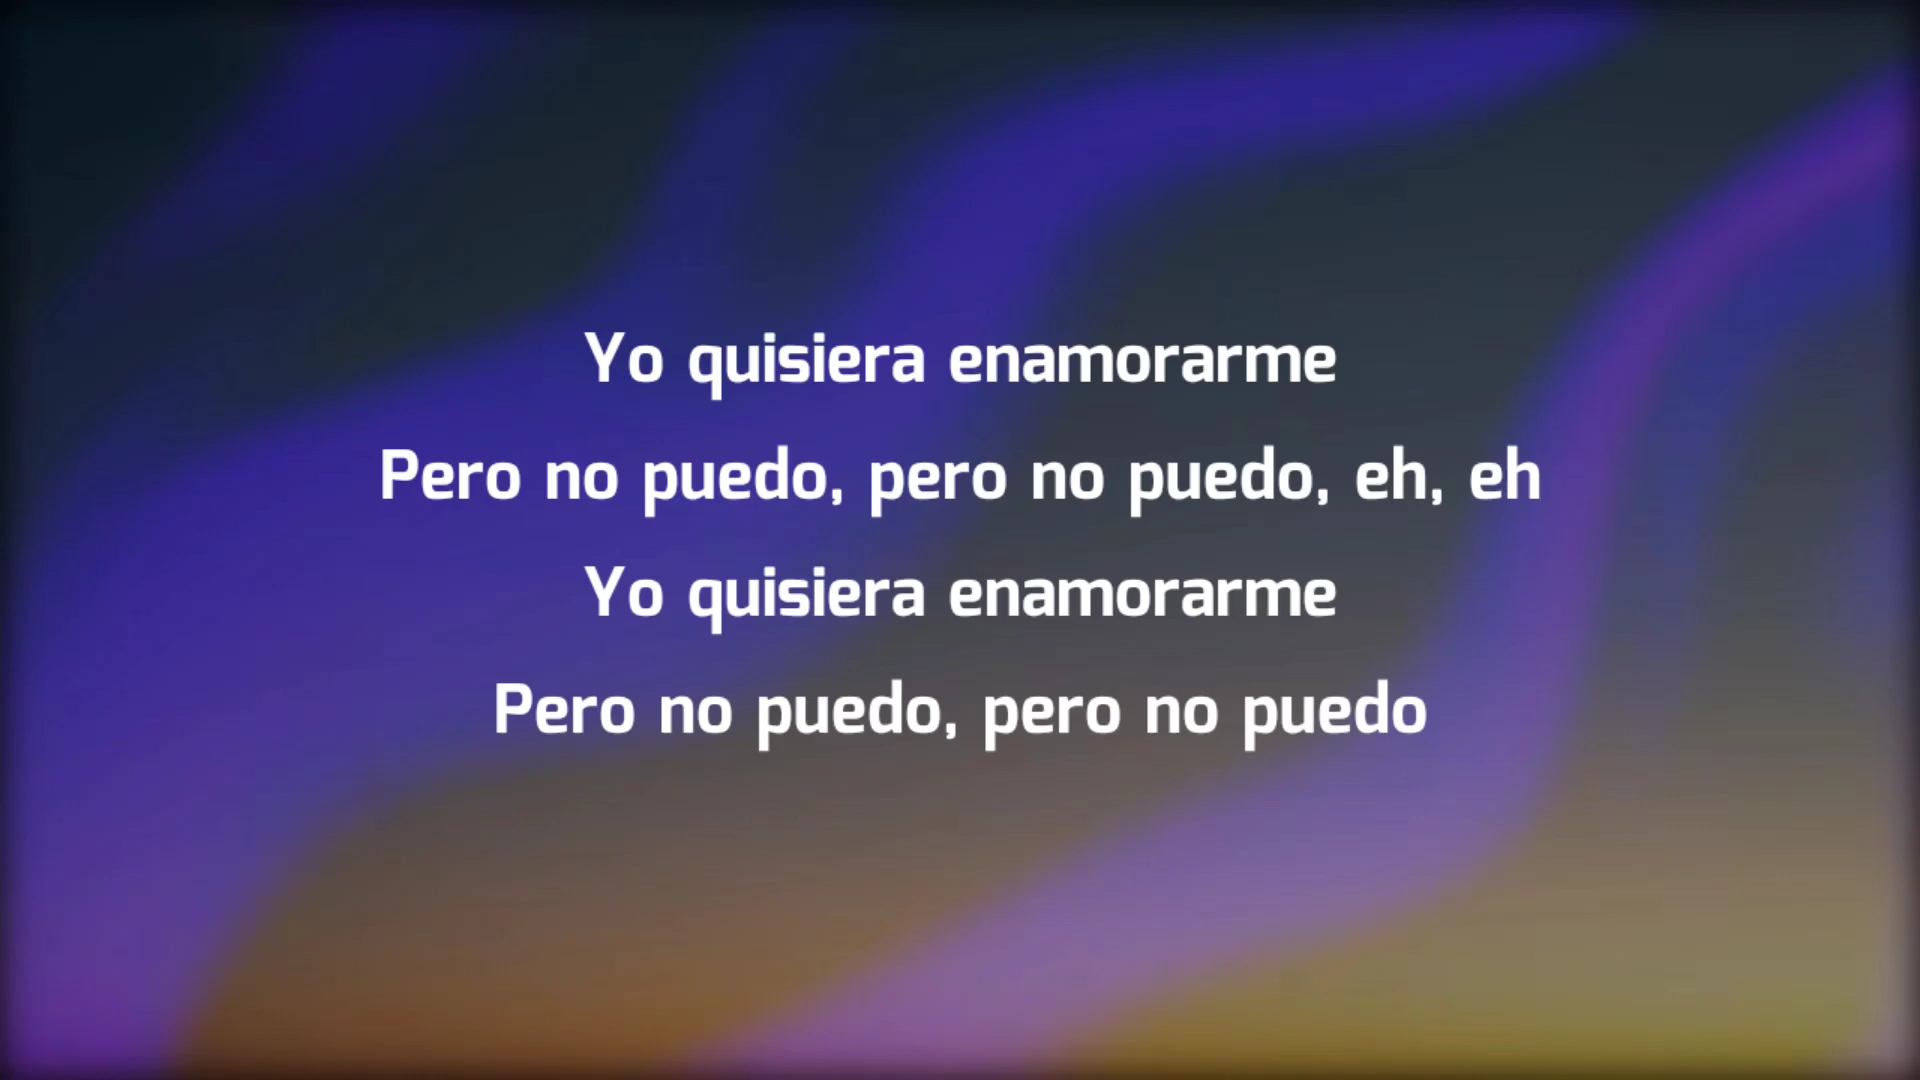 Yo quisiera enamorarme
Pero no puedo, pero no puedo, eh, eh
Yo quisiera enamorarme
Pero no puedo, pero no puedo